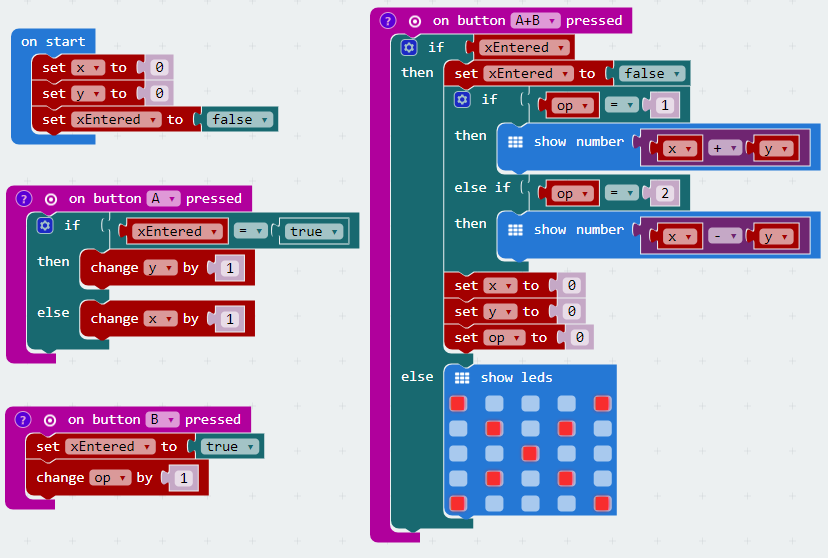 on start
set x to 0
set y to 0
set xEntered to false
? on button A pressed
if xEntered = true
then change y by 1
else change x by 1
? on button B pressed
set xEntered to true
change op by 1
? on button A+B pressed
if xEntered
then set xEntered to false
if op = 1
then show number x + y
else if op = 2
then show number x - y
set x to 0
set y to 0
set op to 0
else show leds